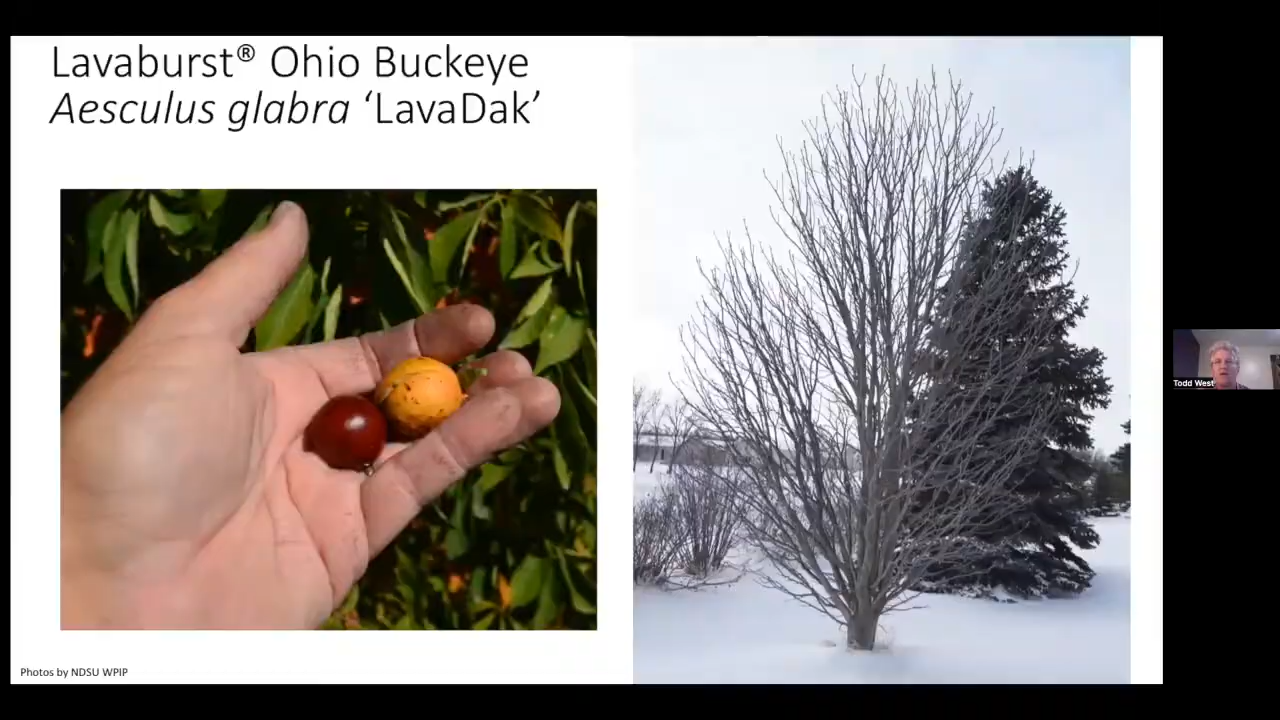 Lavaburst® Ohio Buckeye
Aesculus glabra ‘LavaDak’
Todd West
Photos by NDSU WPIP